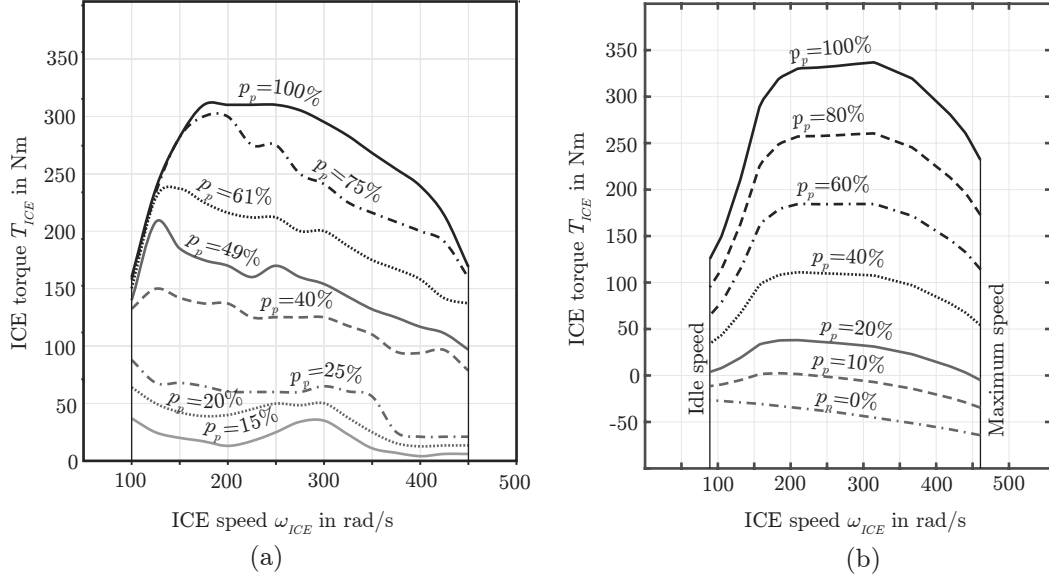 350
300
250
200
150
100
50
0
ICE torque T_ICE in Nm
p_p=100%
p_p=75%
p_p=61%
p_p=49%
p_p=40%
p_p=25%
p_p=20%
p_p=15%
100 200 300 400 500
ICE speed ω_ICE in rad/s
(a)
350
300
250
200
150
100
50
0
-50
ICE torque T_ICE in Nm
p_p=100%
p_p=80%
p_p=60%
p_p=40%
p_p=20%
p_p=10%
p_p=0%
Idle speed
Maximum speed
100 200 300 400 500
ICE speed ω_ICE in rad/s
(b)